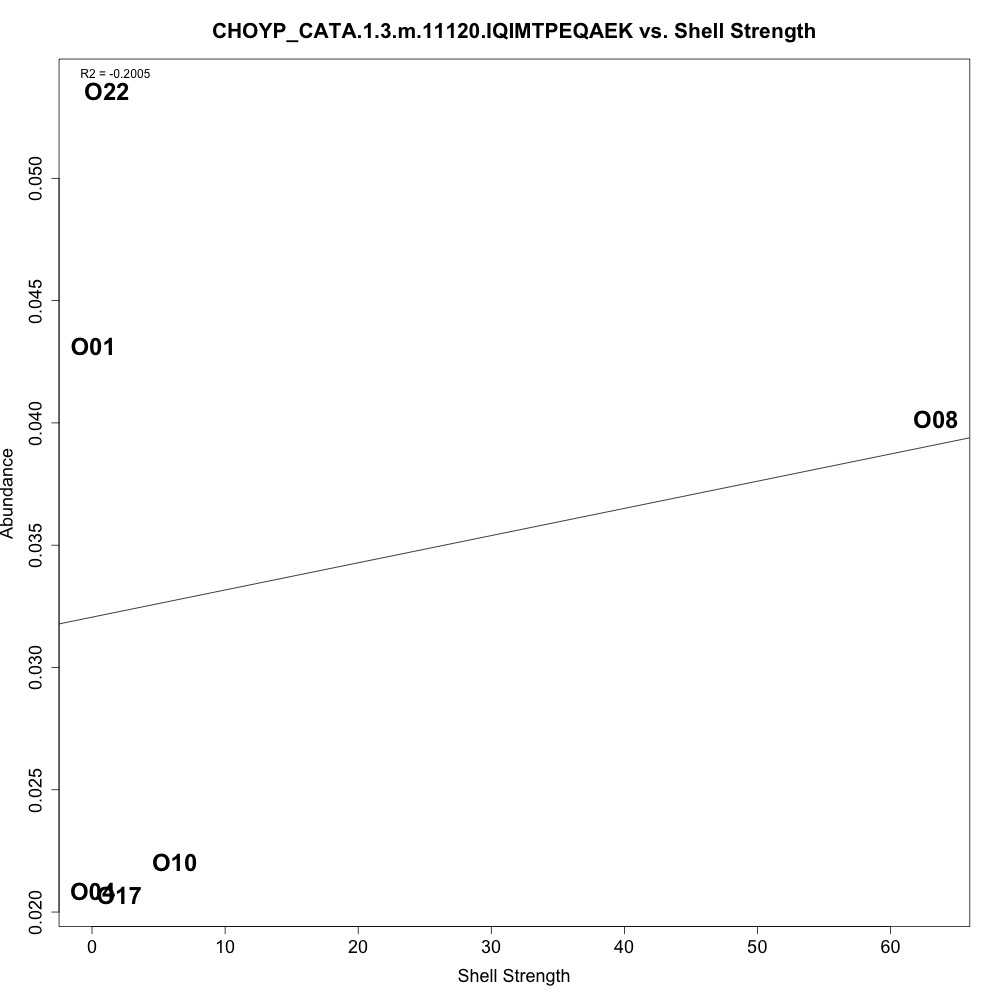 CHOYP_CATA.1.3.m.11120.IQIMTPEQAEK vs. Shell Strength
R2 = -0.2005
O22
O01
O08
O10
O04
O17
0.050
0.045
0.040
0.035
0.030
0.025
0.020
Abundance
0
10
20
30
40
50
60
Shell Strength